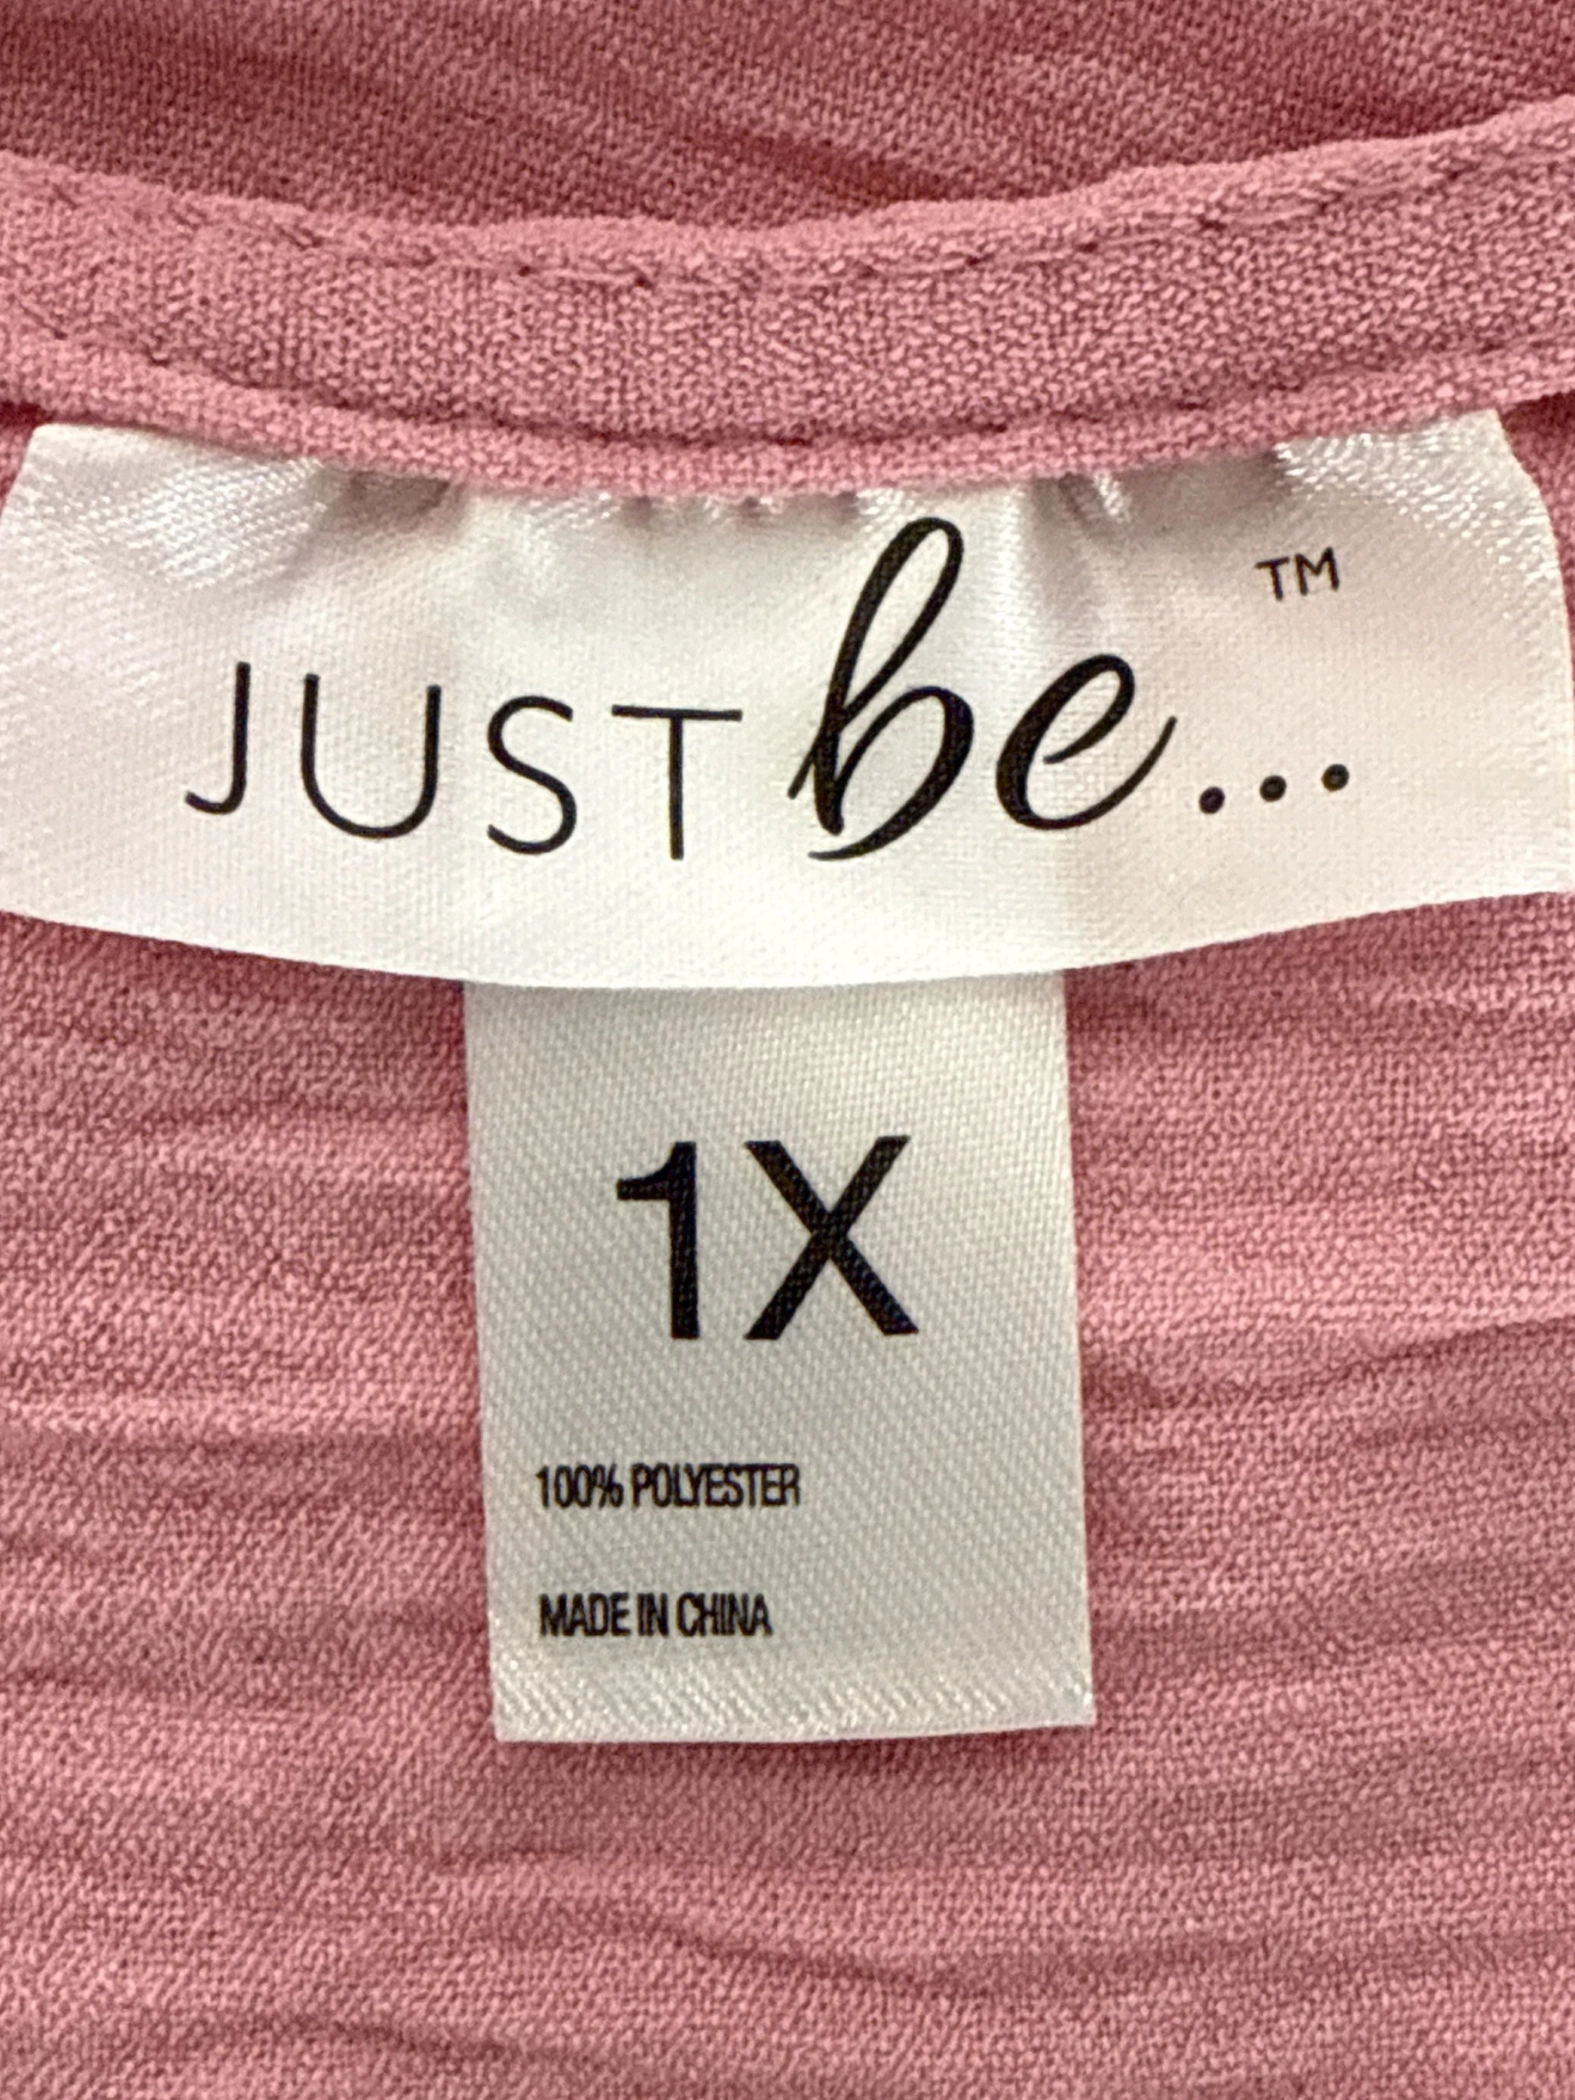 JUST be...™
1X
100% POLYESTER
MADE IN CHINA